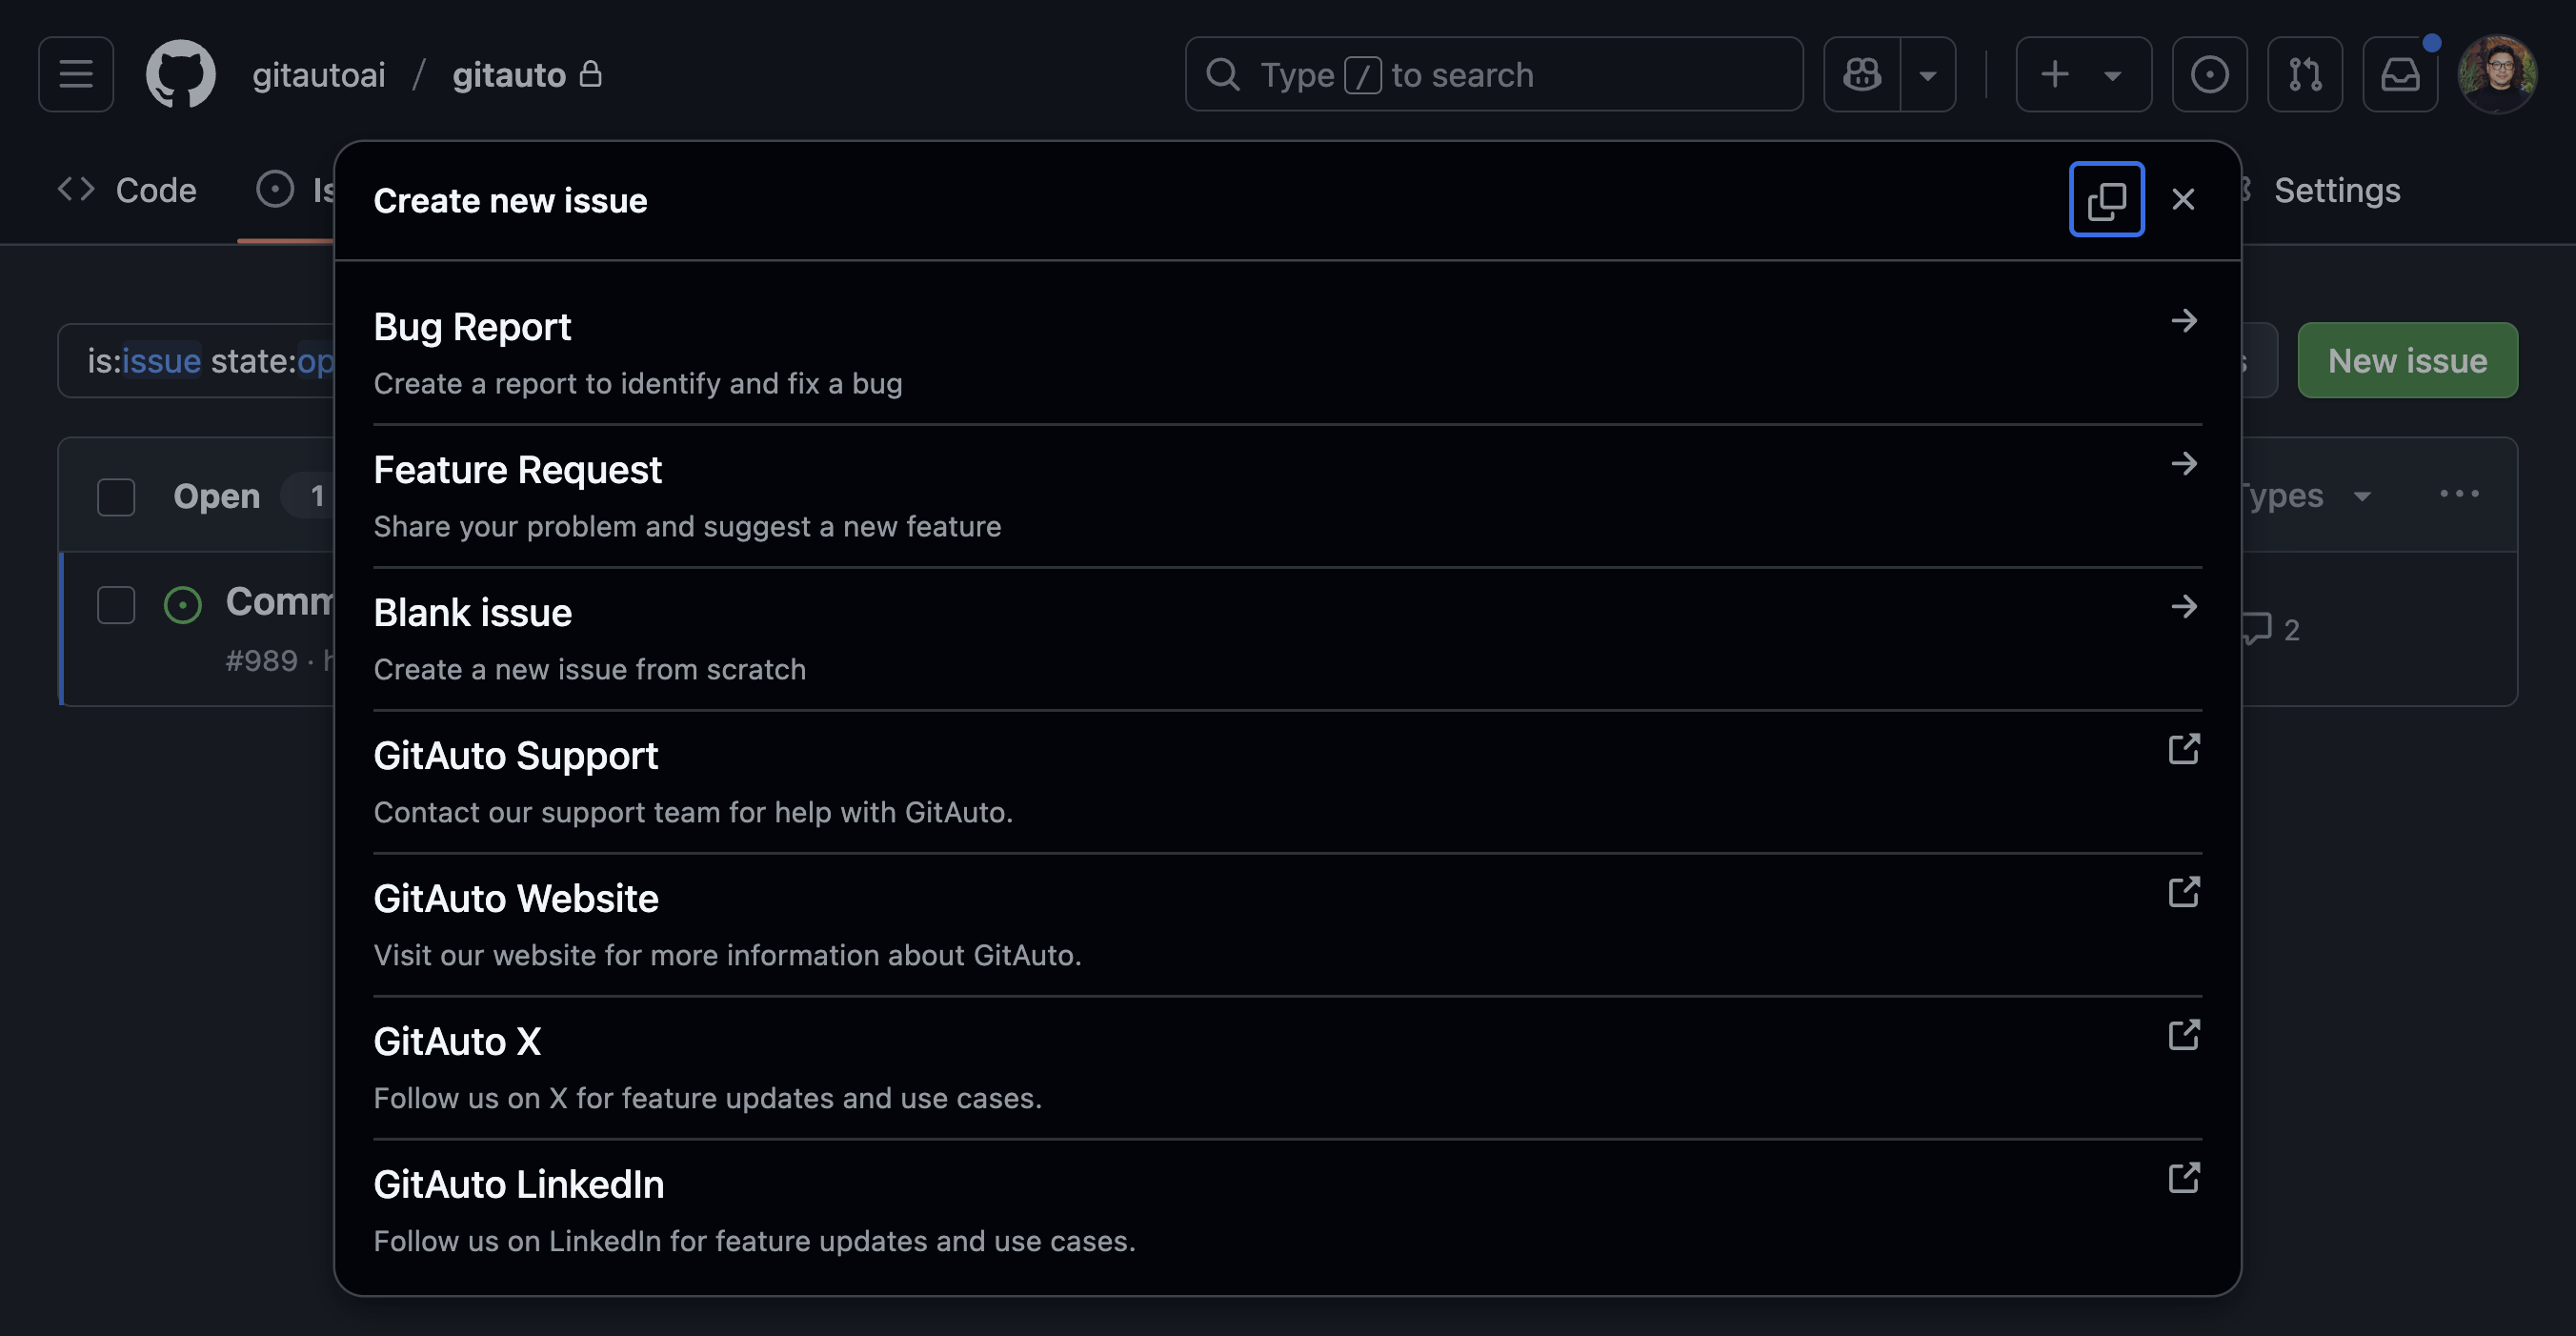 gitautoai / gitauto
Type / to search
Code
Settings
Create new issue
Bug Report
Create a report to identify and fix a bug
is:issue state:op
New issue
Feature Request
Share your problem and suggest a new feature
Open 1
Blank issue
Create a new issue from scratch
#989 ·
2
GitAuto Support
Contact our support team for help with GitAuto.
GitAuto Website
Visit our website for more information about GitAuto.
GitAuto X
Follow us on X for feature updates and use cases.
GitAuto LinkedIn
Follow us on LinkedIn for feature updates and use cases.